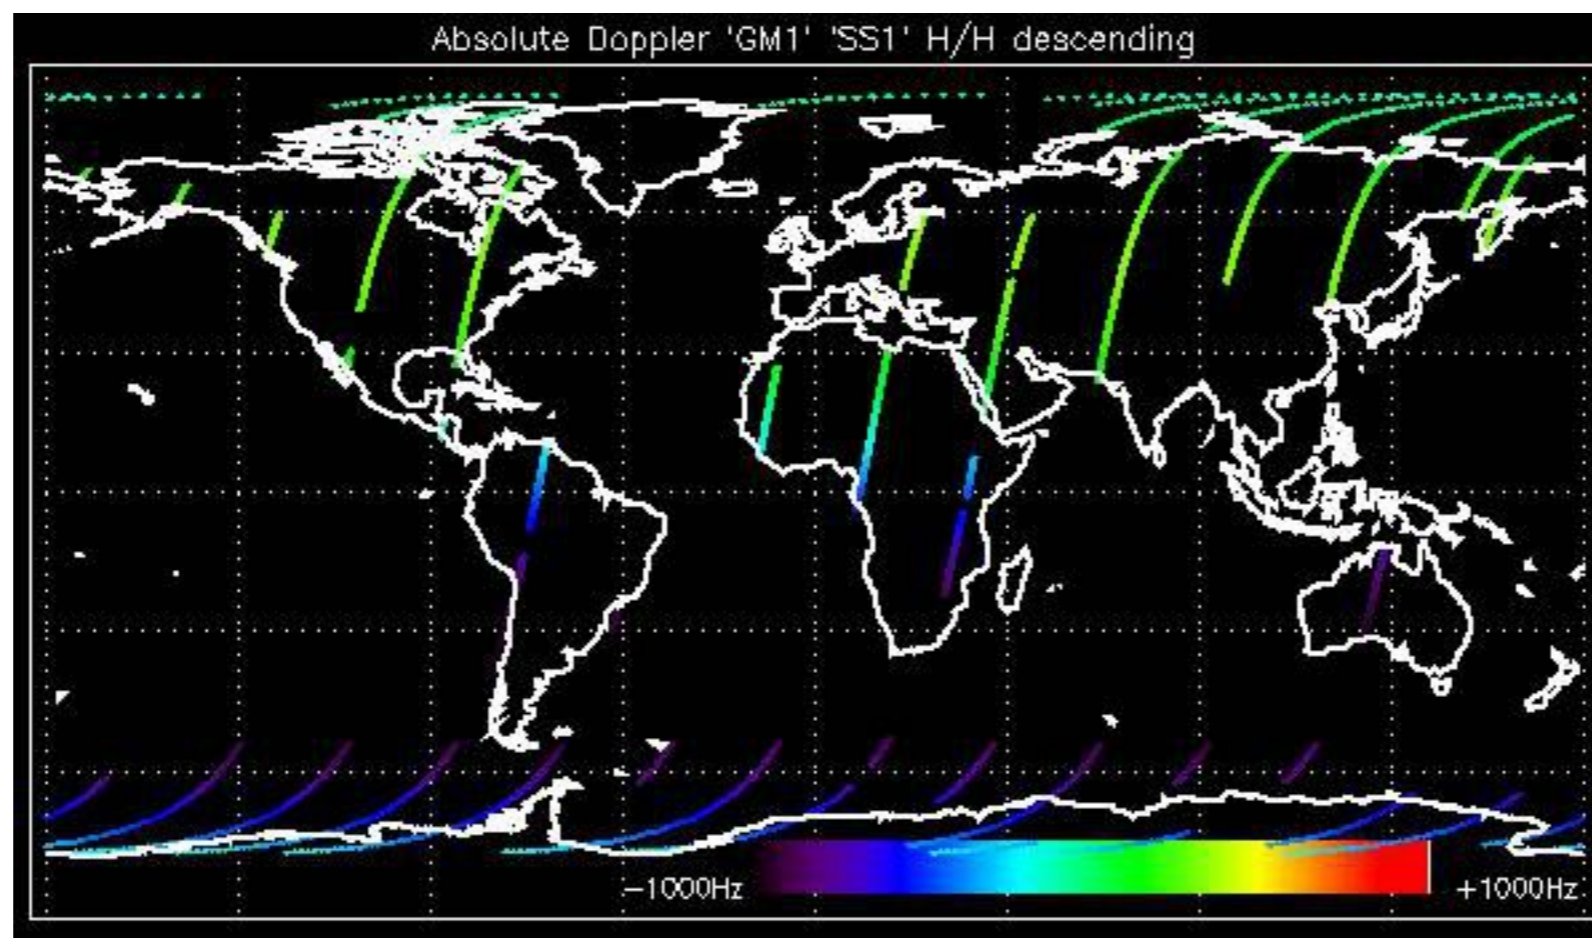 Absolute Doppler 'GM1' 'SS1' H/H descending
−1000Hz
+1000Hz